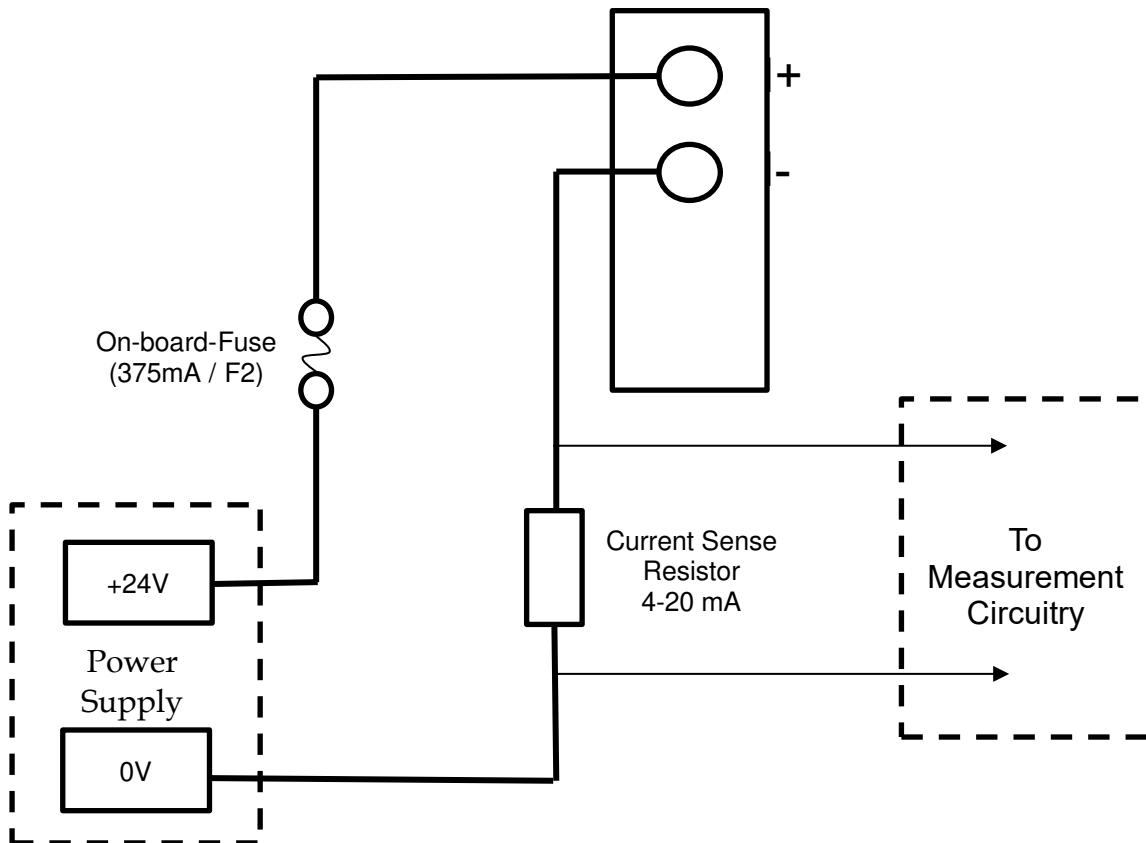 +
-
On-board-Fuse
(375mA / F2)
+24V
Power
Supply
0V
Current Sense
Resistor
4-20 mA
To
Measurement
Circuitry